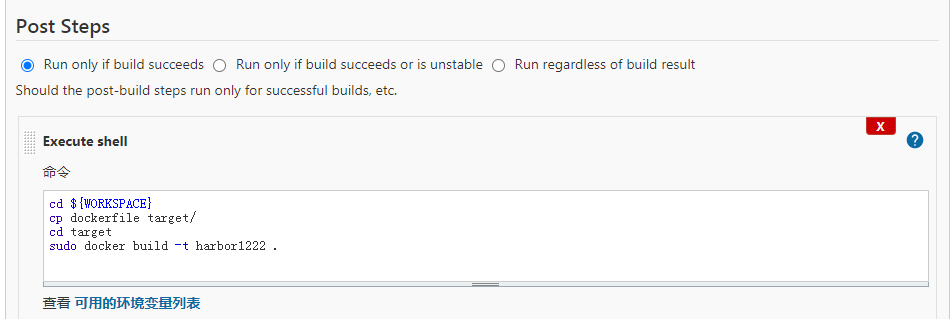 Post Steps
Run only if build succeeds Run only if build succeeds or is unstable Run regardless of build result
Should the post-build steps run only for successful builds, etc.
X
Execute shell ?
命令
cd ${WORKSPACE}
cp dockerfile target/
cd target
sudo docker build -t harbor1222 .
查看 可用的环境变量列表